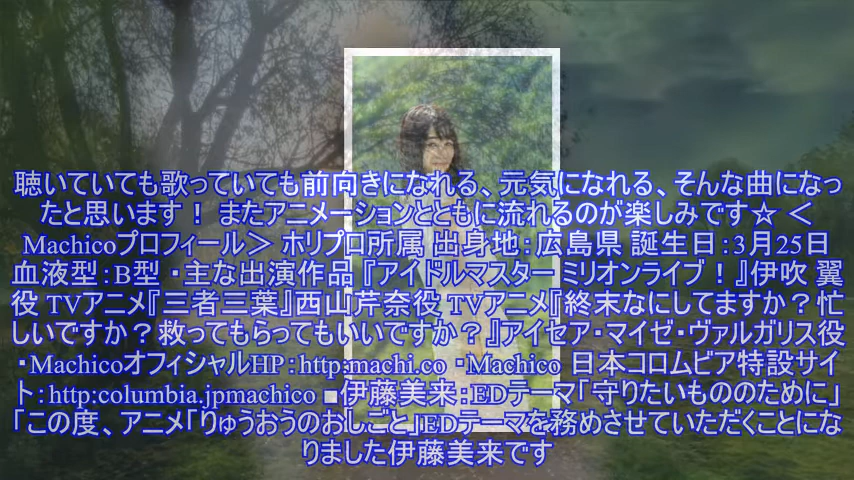 聴いていても歌っていても前向きになれる、元気になれる、そんな曲になっ
たと思います！ またアニメーションとともに流れるのが楽しみです☆ ＜
Machicoプロフィール＞ ホリプロ所属 出身地：広島県 誕生日：3月25日
血液型：B型 ・主な出演作品 『アイドルマスター ミリオンライブ！』伊吹 翼
役 TVアニメ『三者三葉』西山芹奈役 TVアニメ『終末なにしてますか？忙
しいですか？救ってもらってもいいですか？』アイセア・マイゼ・ヴァルガリス役
・MachicoオフィシャルHP：http:machi.co ・Machico 日本コロムビア特設サイ
ト：http:columbia.jpmachico ■伊藤美来：EDテーマ「守りたいもののために」
「この度、アニメ「りゅうおうのおしごと」EDテーマを務めさせていただくことにな
りました伊藤美来です